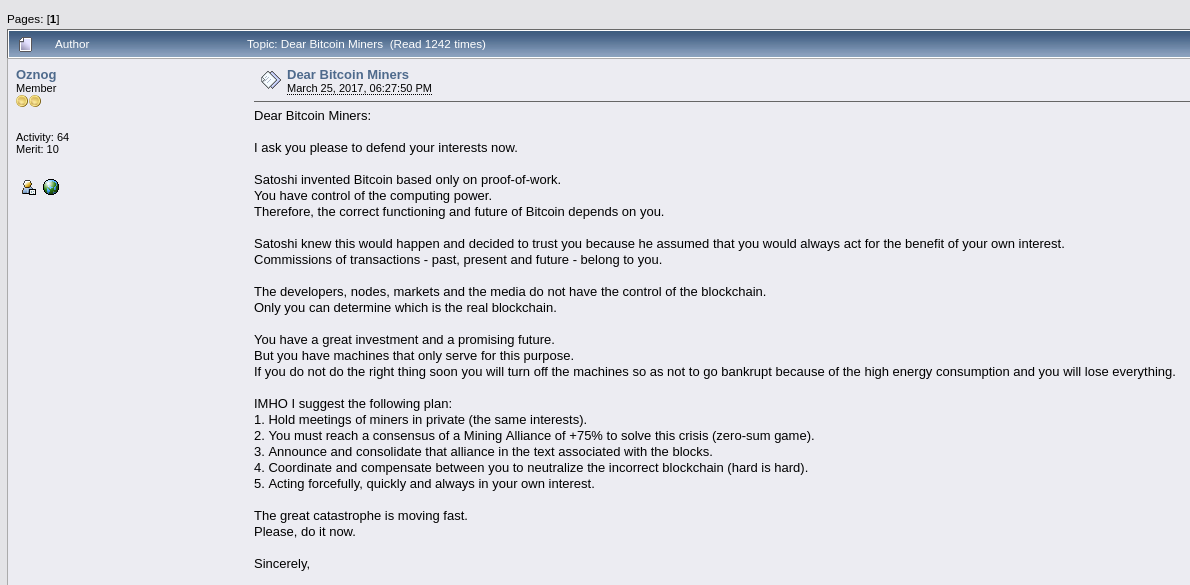 Pages: [1]
Author
Topic: Dear Bitcoin Miners  (Read 1242 times)
Oznog
Member
Activity: 64
Merit: 10
Dear Bitcoin Miners
March 25, 2017, 06:27:50 PM
Dear Bitcoin Miners:
I ask you please to defend your interests now.
Satoshi invented Bitcoin based only on proof-of-work.
You have control of the computing power.
Therefore, the correct functioning and future of Bitcoin depends on you.
Satoshi knew this would happen and decided to trust you because he assumed that you would always act for the benefit of your own interest.
Commissions of transactions - past, present and future - belong to you.
The developers, nodes, markets and the media do not have the control of the blockchain.
Only you can determine which is the real blockchain.
You have a great investment and a promising future.
But you have machines that only serve for this purpose.
If you do not do the right thing soon you will turn off the machines so as not to go bankrupt because of the high energy consumption and you will lose everything.
IMHO I suggest the following plan:
1. Hold meetings of miners in private (the same interests).
2. You must reach a consensus of a Mining Alliance of +75% to solve this crisis (zero-sum game).
3. Announce and consolidate that alliance in the text associated with the blocks.
4. Coordinate and compensate between you to neutralize the incorrect blockchain (hard is hard).
5. Acting forcefully, quickly and always in your own interest.
The great catastrophe is moving fast.
Please, do it now.
Sincerely,